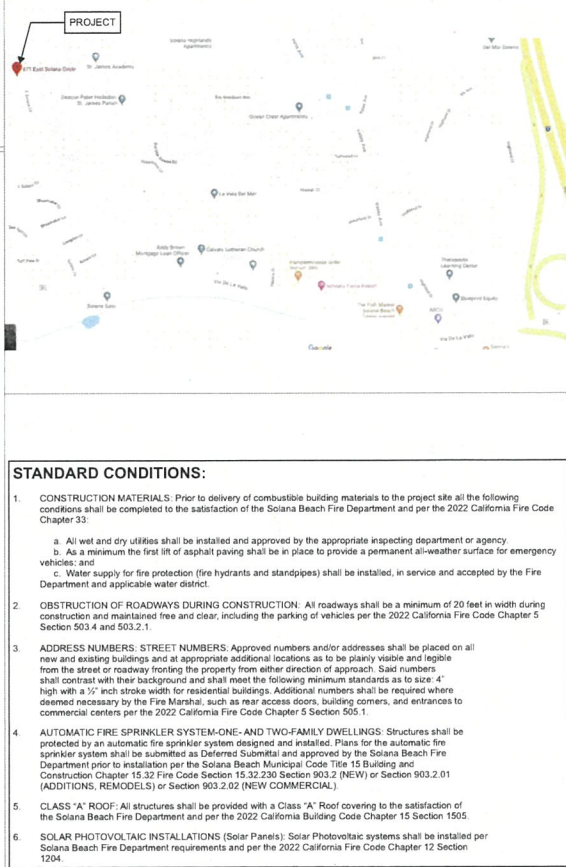 PROJECT
St. James Academy
St. James Parish
Ocean Crest Apartments
La Vista Del Mar
Calvary Lutheran Church
Mortgage Loan Officer
Via De La Valle
Therapeutic
Learning Center
Blueprint Equity
The Fish Market
Solana Beach
Via De La Valle
Google
STANDARD CONDITIONS:
1. CONSTRUCTION MATERIALS: Prior to delivery of combustible building materials to the project site all the following
conditions shall be completed to the satisfaction of the Solana Beach Fire Department and per the 2022 California Fire Code
Chapter 33:
a. All wet and dry utilities shall be installed and approved by the appropriate inspecting department or agency.
b. As a minimum the first lift of asphalt paving shall be in place to provide a permanent all-weather surface for emergency
vehicles: and
c. Water supply for fire protection (fire hydrants and standpipes) shall be installed, in service and accepted by the Fire
Department and applicable water district.
2. OBSTRUCTION OF ROADWAYS DURING CONSTRUCTION: All roadways shall be a minimum of 20 feet in width during
construction and maintained free and clear, including the parking of vehicles per the 2022 California Fire Code Chapter 5
Section 503.4 and 503.2.1.
3. ADDRESS NUMBERS: STREET NUMBERS: Approved numbers and/or addresses shall be placed on all
new and existing buildings and at appropriate additional locations as to be plainly visible and legible
from the street or roadway fronting the property from either direction of approach. Said numbers
shall contrast with their background and shall meet the following minimum standards as to size: 4"
high with a ½" inch stroke width for residential buildings. Additional numbers shall be required where
deemed necessary by the Fire Marshal, such as rear access doors, building corners, and entrances to
commercial centers per the 2022 California Fire Code Chapter 5 Section 505.1.
4. AUTOMATIC FIRE SPRINKLER SYSTEM-ONE- AND TWO-FAMILY DWELLINGS: Structures shall be
protected by an automatic fire sprinkler system designed and installed. Plans for the automatic fire
sprinkler system shall be submitted as Deferred Submittal and approved by the Solana Beach Fire
Department prior to installation per the Solana Beach Municipal Code Title 15 Building and
Construction Chapter 15.32 Fire Code Section 15.32.230 Section 903.2 (NEW) or Section 903.2.01
(ADDITIONS, REMODELS) or Section 903.2.02 (NEW COMMERCIAL).
5. CLASS "A" ROOF: All structures shall be provided with a Class "A" Roof covering to the satisfaction of
the Solana Beach Fire Department and per the 2022 California Building Code Chapter 15 Section 1505.
6. SOLAR PHOTOVOLTAIC INSTALLATIONS (Solar Panels): Solar Photovoltaic systems shall be installed per
Solana Beach Fire Department requirements and per the 2022 California Fire Code Chapter 12 Section
1204.